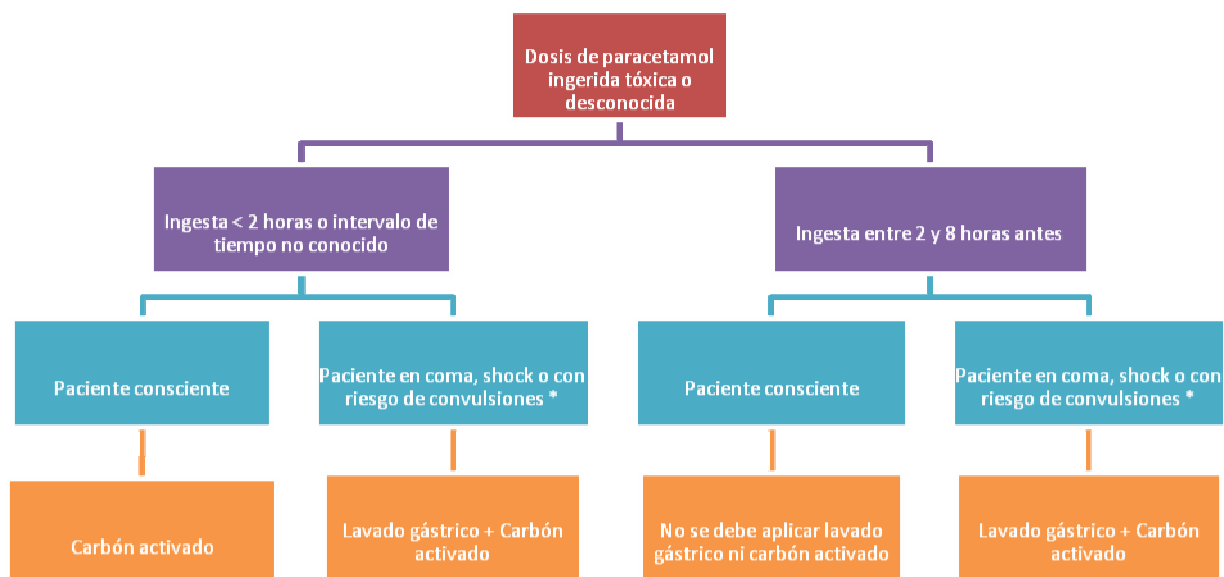 Dosis de paracetamol
ingerida tóxica o
desconocida
Ingesta < 2 horas o intervalo de
tiempo no conocido
Ingesta entre 2 y 8 horas antes
Paciente consciente
Paciente en coma, shock o con
riesgo de convulsiones *
Paciente consciente
Paciente en coma, shock o con
riesgo de convulsiones *
Carbón activado
Lavado gástrico + Carbón
activado
No se debe aplicar lavado
gástrico ni carbón activado
Lavado gástrico + Carbón
activado